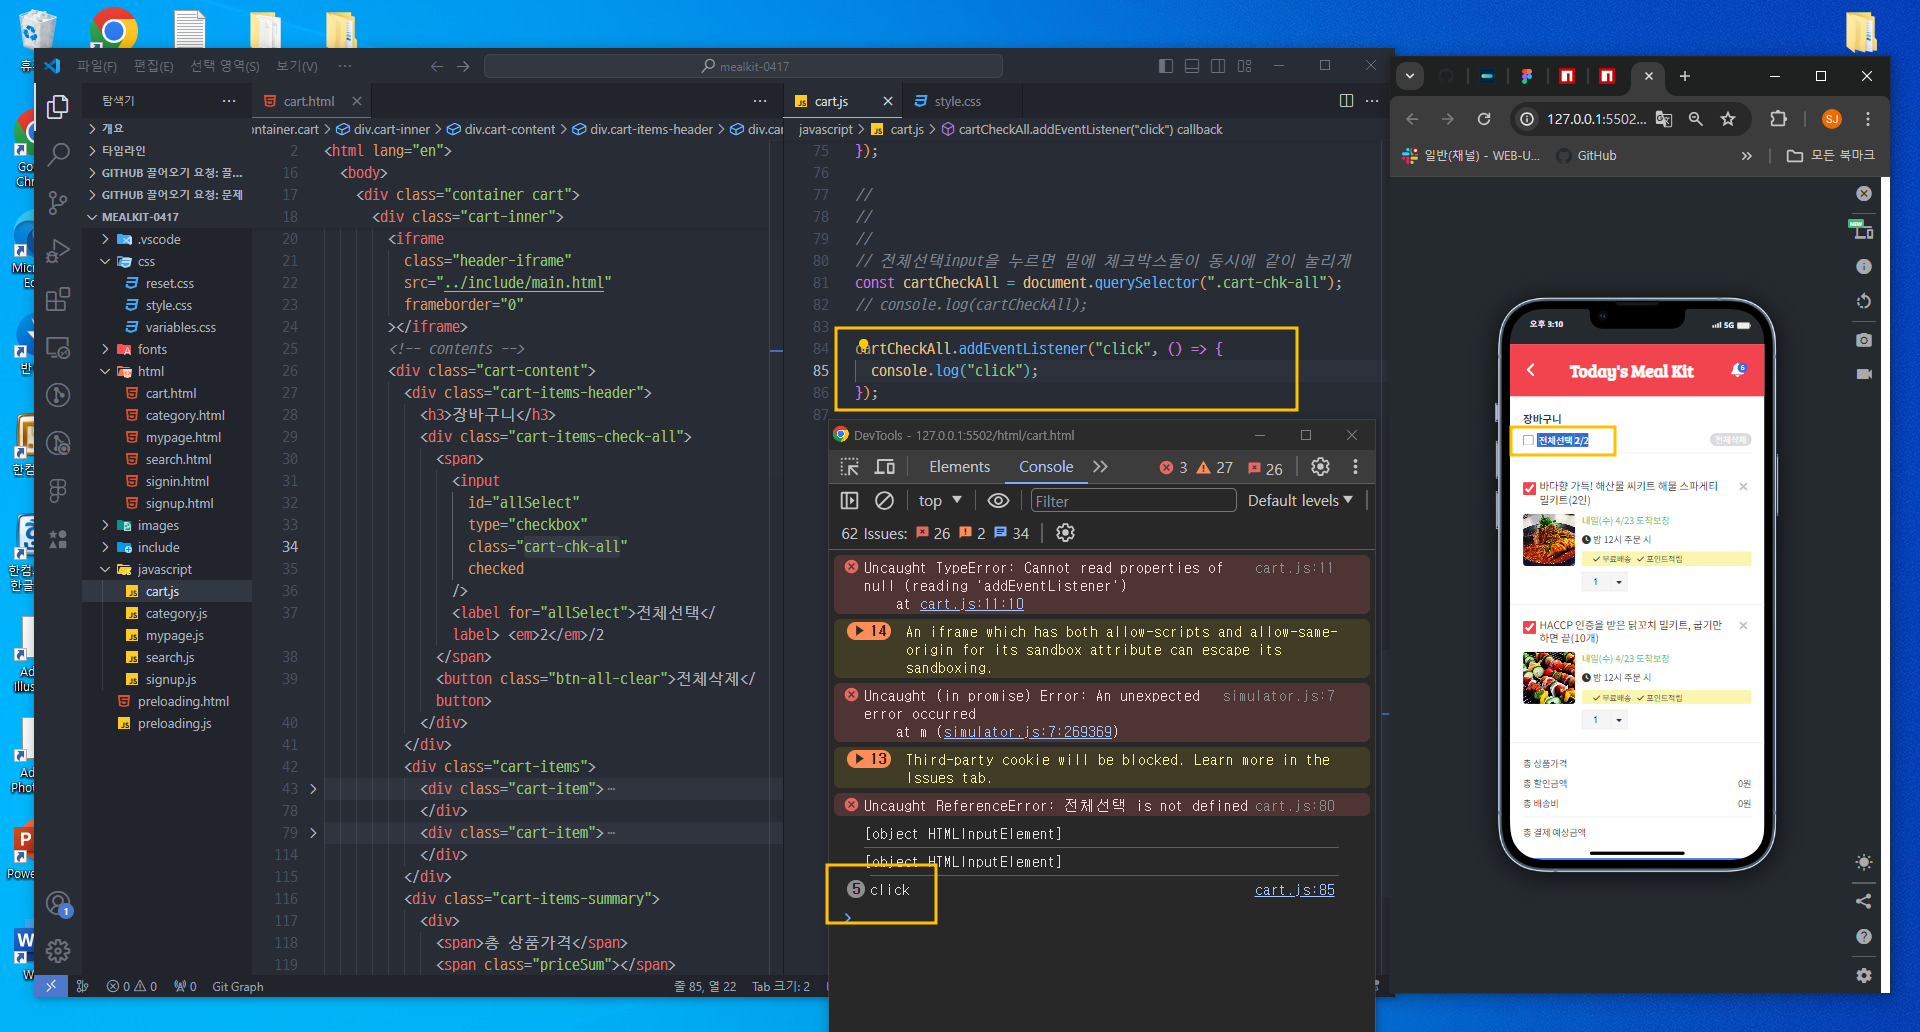 휴
파일(F) 편집(E) 선택 영역(S) 보기(V) ···
mealkit-0417
탐색기 ···
개요
타임라인
GITHUB 끌어오기 요청: 끌...
GITHUB 끌어오기 요청: 문제
MEALKIT-0417
.vscode
css
reset.css
style.css
variables.css
fonts
html
cart.html
category.html
mypage.html
search.html
signin.html
signup.html
images
include
javascript
cart.js
category.js
mypage.js
search.js
signup.js
preloading.html
preloading.js
cart.html
ontainer.cart > div.cart-inner > div.cart-content > div.cart-items-header > div.car
2 <html lang="en">
16 <body>
17 <div class="container cart">
18 <div class="cart-inner">
20 <iframe
21 class="header-iframe"
22 src="../include/main.html"
23 frameborder="0"
24 ></iframe>
25 <!-- contents -->
26 <div class="cart-content">
27 <div class="cart-items-header">
28 <h3>장바구니</h3>
29 <div class="cart-items-check-all">
30 <span>
31 <input
32 id="allSelect"
33 type="checkbox"
34 class="cart-chk-all"
35 checked
36 />
37 <label for="allSelect">전체선택</
label> <em>2</em>/2
38 </span>
39 <button class="btn-all-clear">전체삭제</
button>
40 </div>
41 </div>
42 <div class="cart-items">
43 <div class="cart-item">···
78 </div>
79 <div class="cart-item">···
114 </div>
115 </div>
116 <div class="cart-items-summary">
117 <div>
118 <span>총 상품가격</span>
119 <span class="priceSum"></span>
cart.js style.css
javascript > cart.js > cartCheckAll.addEventListener("click") callback
75 });
76
77 //
78 //
79 //
80 // 전체선택input을 누르면 밑에 체크박스둘이 동시에 같이 눌리게
81 const cartCheckAll = document.querySelector(".cart-chk-all");
82 // console.log(cartCheckAll);
83
84 cartCheckAll.addEventListener("click", () => {
85 console.log("click");
86 });
87
DevTools - 127.0.0.1:5502/html/cart.html
Elements Console 3 27 26
top Filter Default levels
62 Issues: 26 2 34
Uncaught TypeError: Cannot read properties of cart.js:11
null (reading 'addEventListener')
at cart.js:11:10
14 An iframe which has both allow-scripts and allow-same-
origin for its sandbox attribute can escape its
sandboxing.
Uncaught (in promise) Error: An unexpected simulator.js:7
error occurred
at m (simulator.js:7:269369)
13 Third-party cookie will be blocked. Learn more in the
Issues tab.
Uncaught ReferenceError: 전체선택 is not defined cart.js:80
[object HTMLInputElement]
[object HTMLInputElement]
5 click cart.js:85
0 0 0 Git Graph 줄 85, 열 22 Tab 크기: 2
127.0.0.1:5502... SJ
일반(채널) - WEB-U... GitHub 모든 북마크
NEW
오후 3:10 5G
Today's Meal Kit 6
장바구니
전체선택 2/2 전체삭제
바다향 가득! 해산물 씨키트 해물 스파게티
밀키트(2인)
내일(수) 4/23 도착보장
밤 12시 주문 시
무료배송 포인트적립
1
HACCP 인증을 받은 닭꼬치 밀키트, 굽기만
하면 끝(10개)
내일(수) 4/23 도착보장
밤 12시 주문 시
무료배송 포인트적립
1
총 상품가격
총 할인금액 0원
총 배송비 0원
총 결제 예상금액